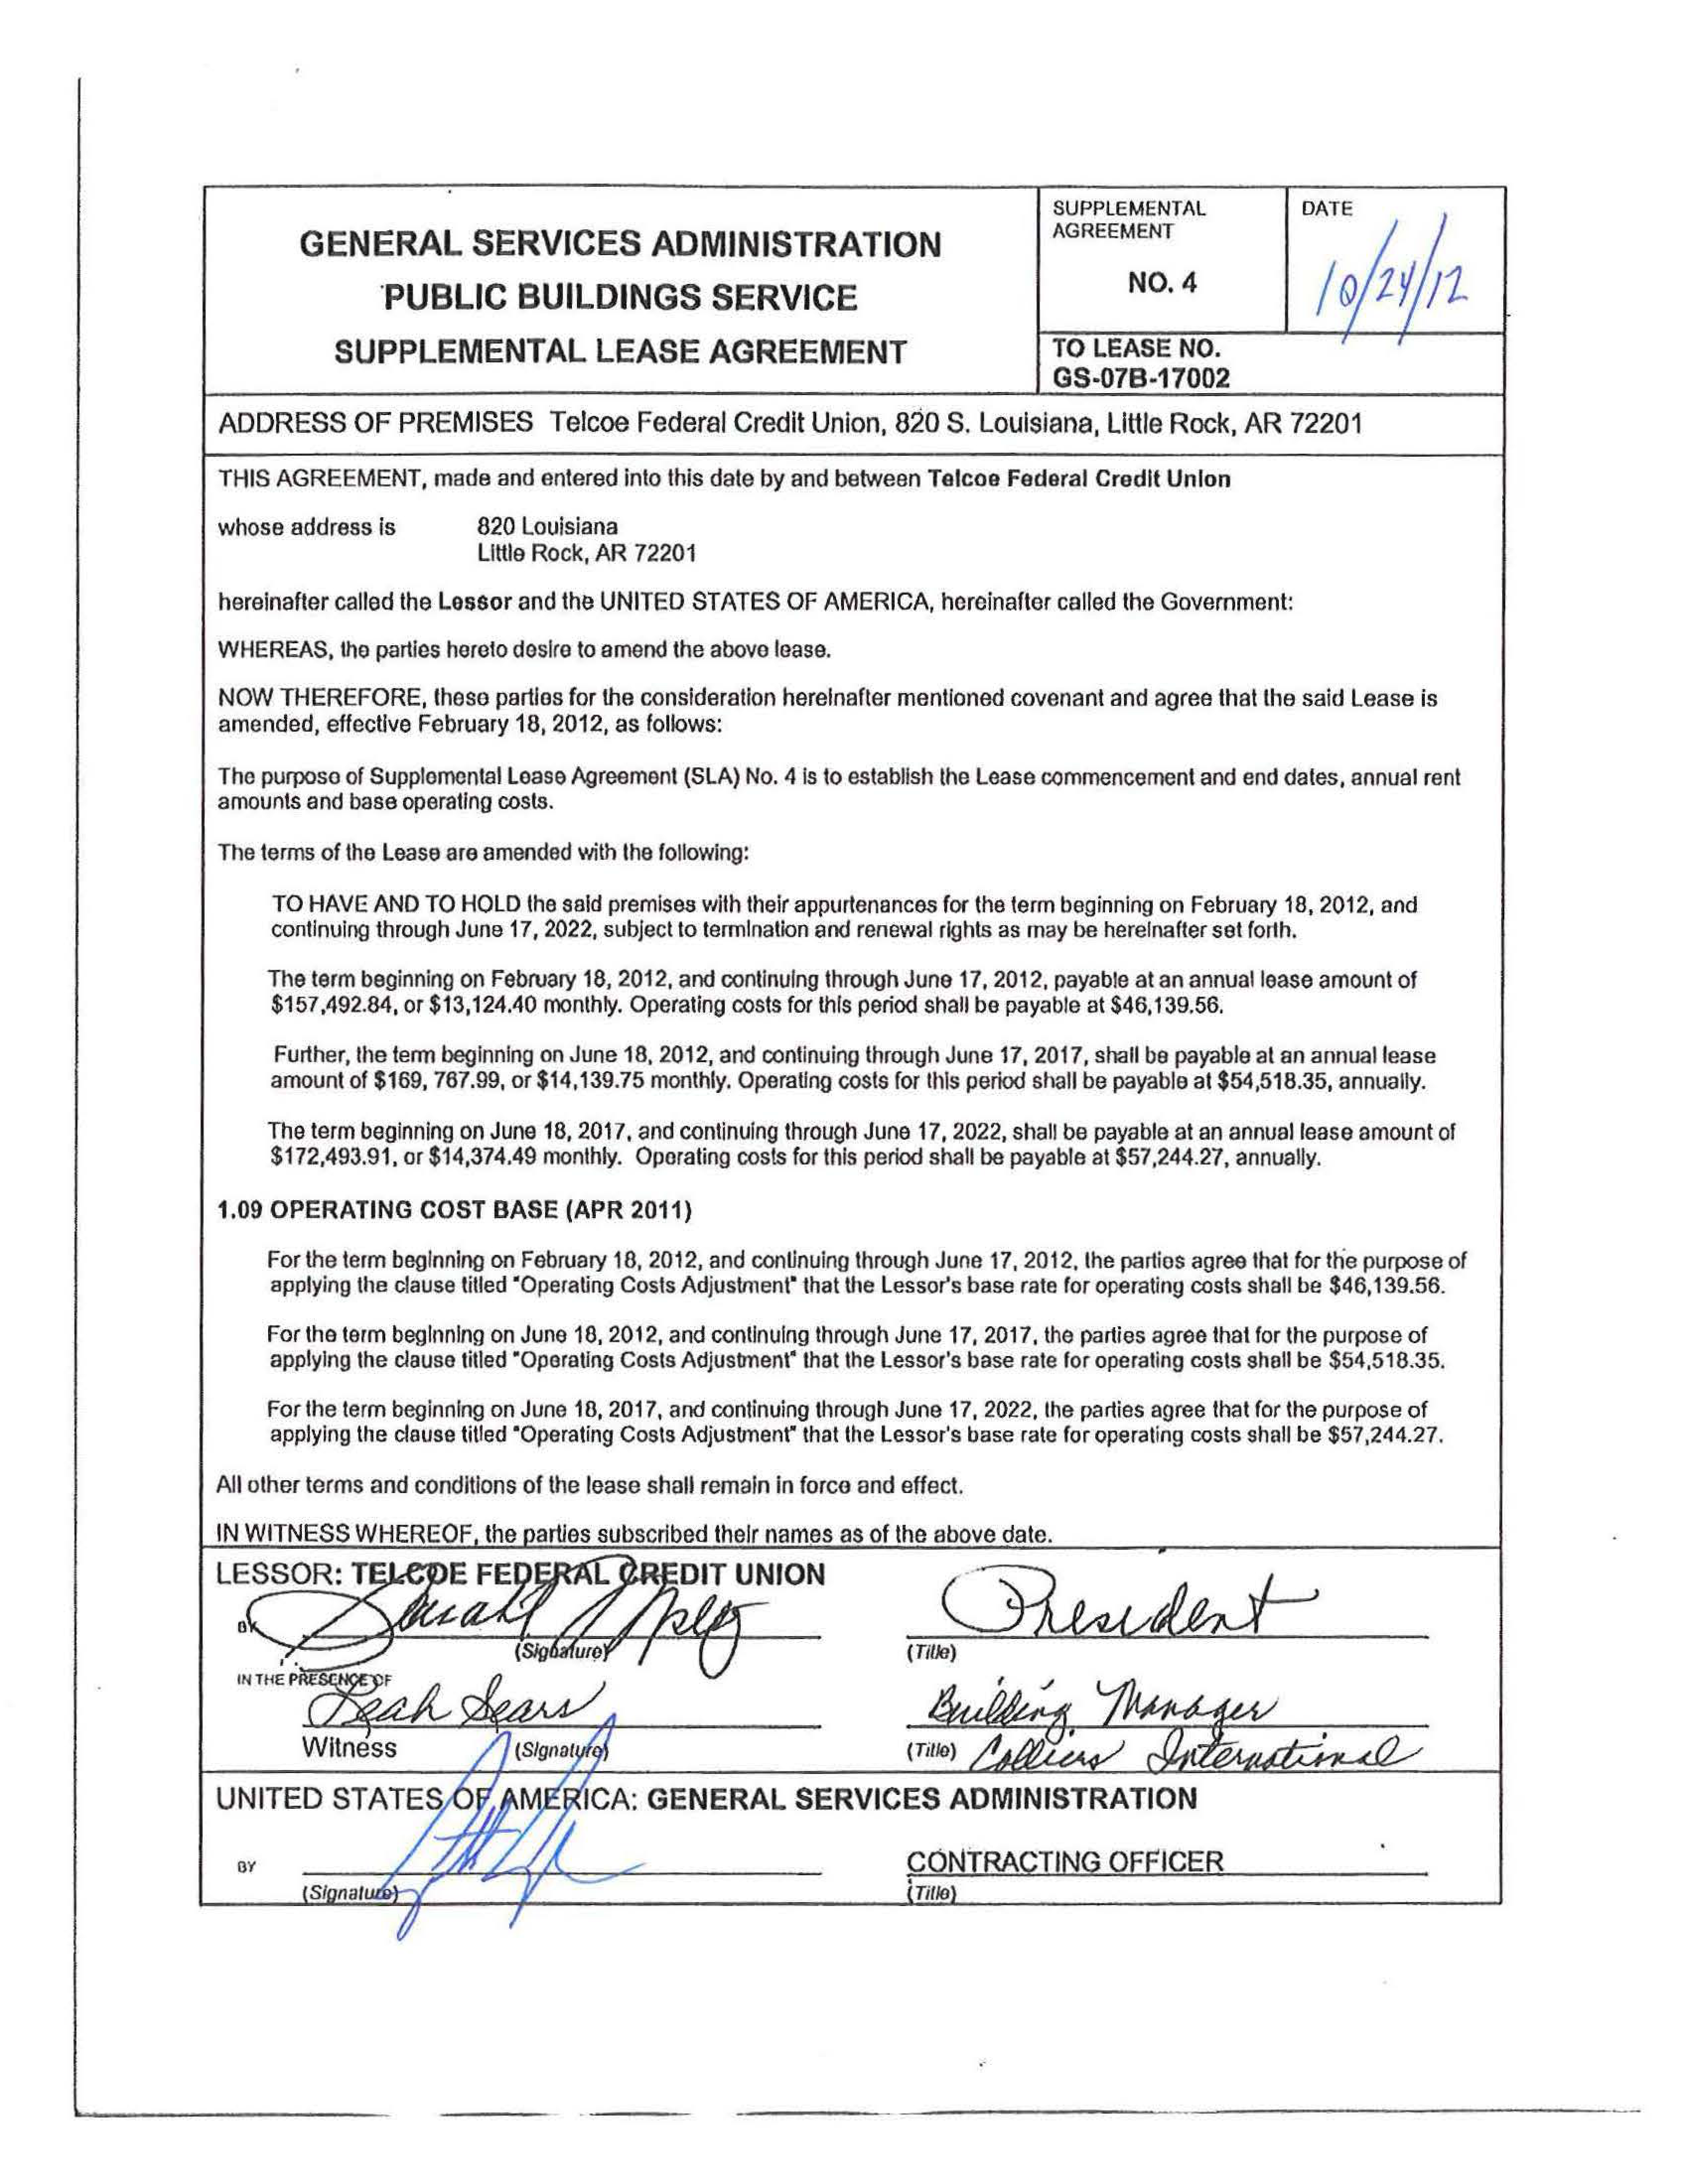 GENERAL SERVICES ADMINISTRATION
PUBLIC BUILDINGS SERVICE
SUPPLEMENTAL LEASE AGREEMENT
SUPPLEMENTAL
AGREEMENT
NO. 4
DATE
10/24/12
TO LEASE NO.
GS-07B-17002
ADDRESS OF PREMISES Telcoe Federal Credit Union, 820 S. Louisiana, Little Rock, AR 72201
THIS AGREEMENT, made and entered into this date by and between Telcoe Federal Credit Union
whose address is 820 Louisiana
Little Rock, AR 72201
hereinafter called the Lessor and the UNITED STATES OF AMERICA, hereinafter called the Government:
WHEREAS, the parties hereto desire to amend the above lease.
NOW THEREFORE, these parties for the consideration hereinafter mentioned covenant and agree that the said Lease is
amended, effective February 18, 2012, as follows:
The purpose of Supplemental Lease Agreement (SLA) No. 4 is to establish the Lease commencement and end dates, annual rent
amounts and base operating costs.
The terms of the Lease are amended with the following:
TO HAVE AND TO HOLD the said premises with their appurtenances for the term beginning on February 18, 2012, and
continuing through June 17, 2022, subject to termination and renewal rights as may be hereinafter set forth.
The term beginning on February 18, 2012, and continuing through June 17, 2012, payable at an annual lease amount of
$157,492.84, or $13,124.40 monthly. Operating costs for this period shall be payable at $46,139.56.
Further, the term beginning on June 18, 2012, and continuing through June 17, 2017, shall be payable at an annual lease
amount of $169, 767.99, or $14,139.75 monthly. Operating costs for this period shall be payable at $54,518.35, annually.
The term beginning on June 18, 2017, and continuing through June 17, 2022, shall be payable at an annual lease amount of
$172,493.91, or $14,374.49 monthly. Operating costs for this period shall be payable at $57,244.27, annually.
1.09 OPERATING COST BASE (APR 2011)
For the term beginning on February 18, 2012, and continuing through June 17, 2012, the parties agree that for the purpose of
applying the clause titled "Operating Costs Adjustment" that the Lessor's base rate for operating costs shall be $46,139.56.
For the term beginning on June 18, 2012, and continuing through June 17, 2017, the parties agree that for the purpose of
applying the clause titled "Operating Costs Adjustment" that the Lessor's base rate for operating costs shall be $54,518.35.
For the term beginning on June 18, 2017, and continuing through June 17, 2022, the parties agree that for the purpose of
applying the clause titled "Operating Costs Adjustment" that the Lessor's base rate for operating costs shall be $57,244.27.
All other terms and conditions of the lease shall remain in force and effect.
IN WITNESS WHEREOF, the parties subscribed their names as of the above date.
LESSOR: TELCOE FEDERAL CREDIT UNION
BY
President
(Signature) (Title)
IN THE PRESENCE OF
Leah Sears Building Manager
Witness (Signature) (Title) Colliers International
UNITED STATES OF AMERICA: GENERAL SERVICES ADMINISTRATION
BY CONTRACTING OFFICER
(Signature) (Title)